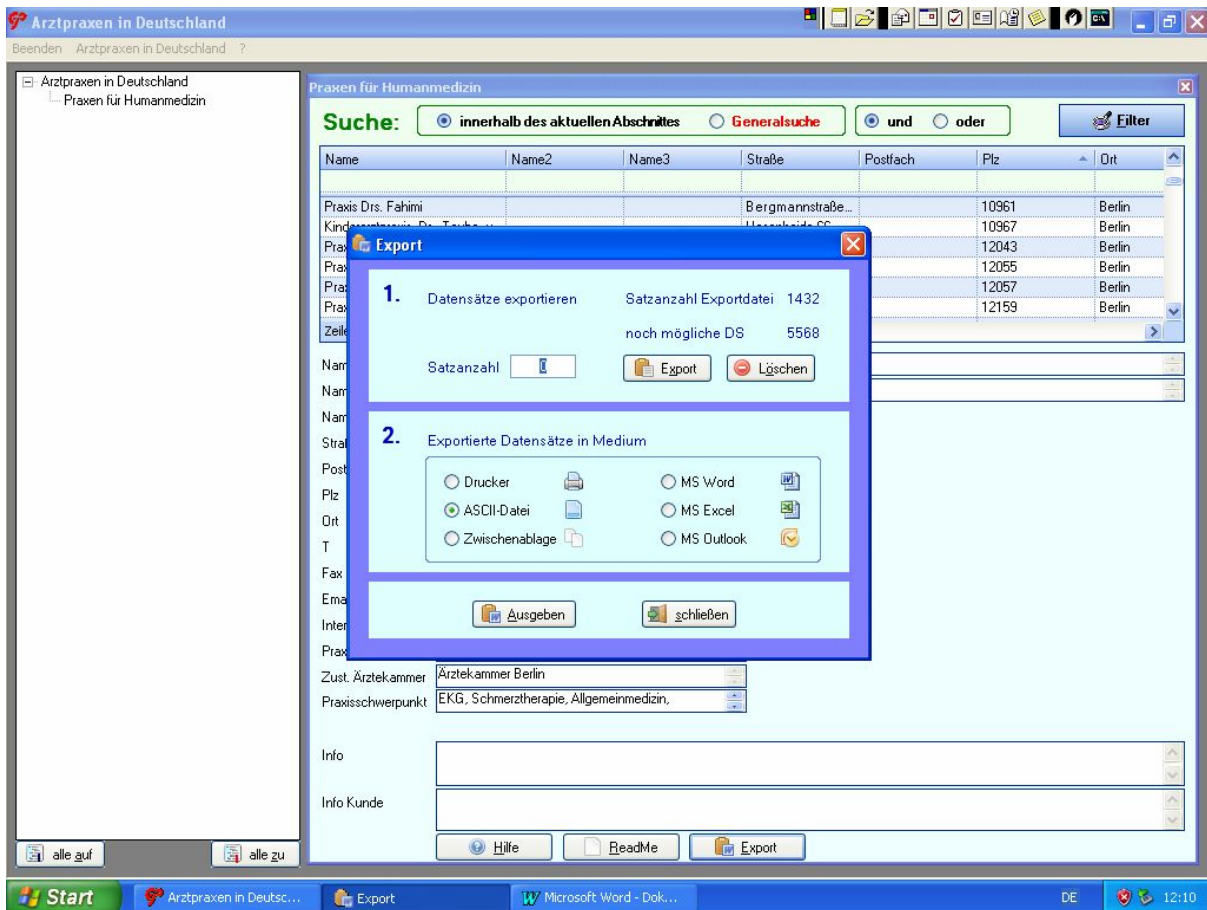 Arztpraxen in Deutschland
Beenden Arztpraxen in Deutschland ?
Arztpraxen in Deutschland
Praxen für Humanmedizin
Praxen für Humanmedizin
Suche: innerhalb des aktuellen Abschnittes Generalsuche und oder Filter
Name Name2 Name3 Straße Postfach Plz Ort
Praxis Drs. Fahimi Bergmannstraße... 10961 Berlin
10967 Berlin
12043 Berlin
12055 Berlin
12057 Berlin
12159 Berlin
Export
1. Datensätze exportieren Satzanzahl Exportdatei 1432
noch mögliche DS 5568
Satzanzahl 0 Export Löschen
2. Exportierte Datensätze in Medium
Drucker MS Word
ASCII-Datei MS Excel
Zwischenablage MS Outlook
Ausgeben schließen
Plz
Ort
T
Fax
Zust. Ärztekammer Ärztekammer Berlin
Praxisschwerpunkt EKG, Schmerztherapie, Allgemeinmedizin,
Info
Info Kunde
Hilfe ReadMe Export
alle auf alle zu
Start Arztpraxen in Deutsc... Export Microsoft Word - Dok... DE 12:10